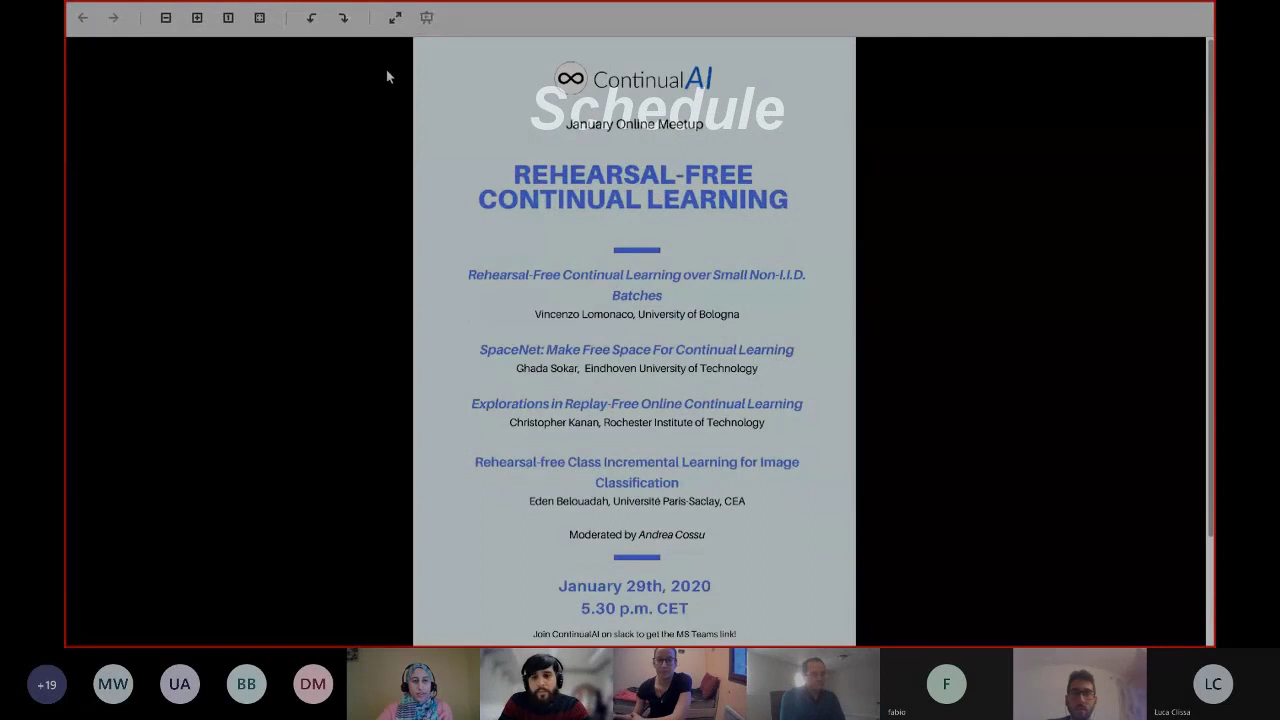 ContinualAI
Schedule
January Online Meetup
REHEARSAL-FREE
CONTINUAL LEARNING
Rehearsal-Free Continual Learning over Small Non-I.I.D.
Batches
Vincenzo Lomonaco, University of Bologna
SpaceNet: Make Free Space For Continual Learning
Ghada Sokar, Eindhoven University of Technology
Explorations in Replay-Free Online Continual Learning
Christopher Kanan, Rochester Institute of Technology
Rehearsal-free Class Incremental Learning for Image
Classification
Eden Belouadah, Université Paris-Saclay, CEA
Moderated by Andrea Cossu
January 29th, 2020
5.30 p.m. CET
Join ContinualAI on slack to get the MS Teams link!
+19
MW
UA
BB
DM
F
fabio
LC
Luca Clissa